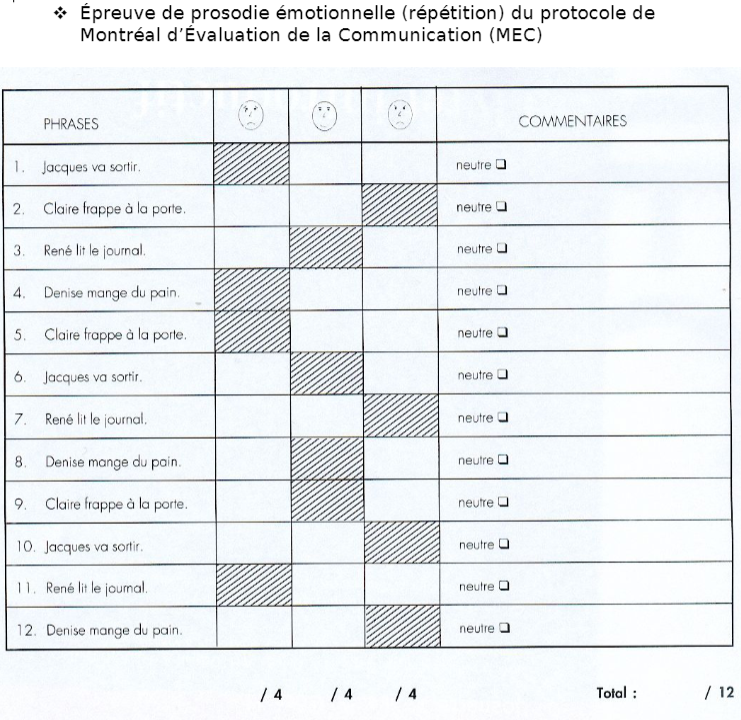 ❖ Épreuve de prosodie émotionnelle (répétition) du protocole de
Montréal d'Évaluation de la Communication (MEC)
PHRASES COMMENTAIRES
1. Jacques va sortir. neutre ❑
2. Claire frappe à la porte. neutre ❑
3. René lit le journal. neutre ❑
4. Denise mange du pain. neutre ❑
5. Claire frappe à la porte. neutre ❑
6. Jacques va sortir. neutre ❑
7. René lit le journal. neutre ❑
8. Denise mange du pain. neutre ❑
9. Claire frappe à la porte. neutre ❑
10. Jacques va sortir. neutre ❑
11. René lit le journal. neutre ❑
12. Denise mange du pain. neutre ❑
/ 4 / 4 / 4 Total : / 12